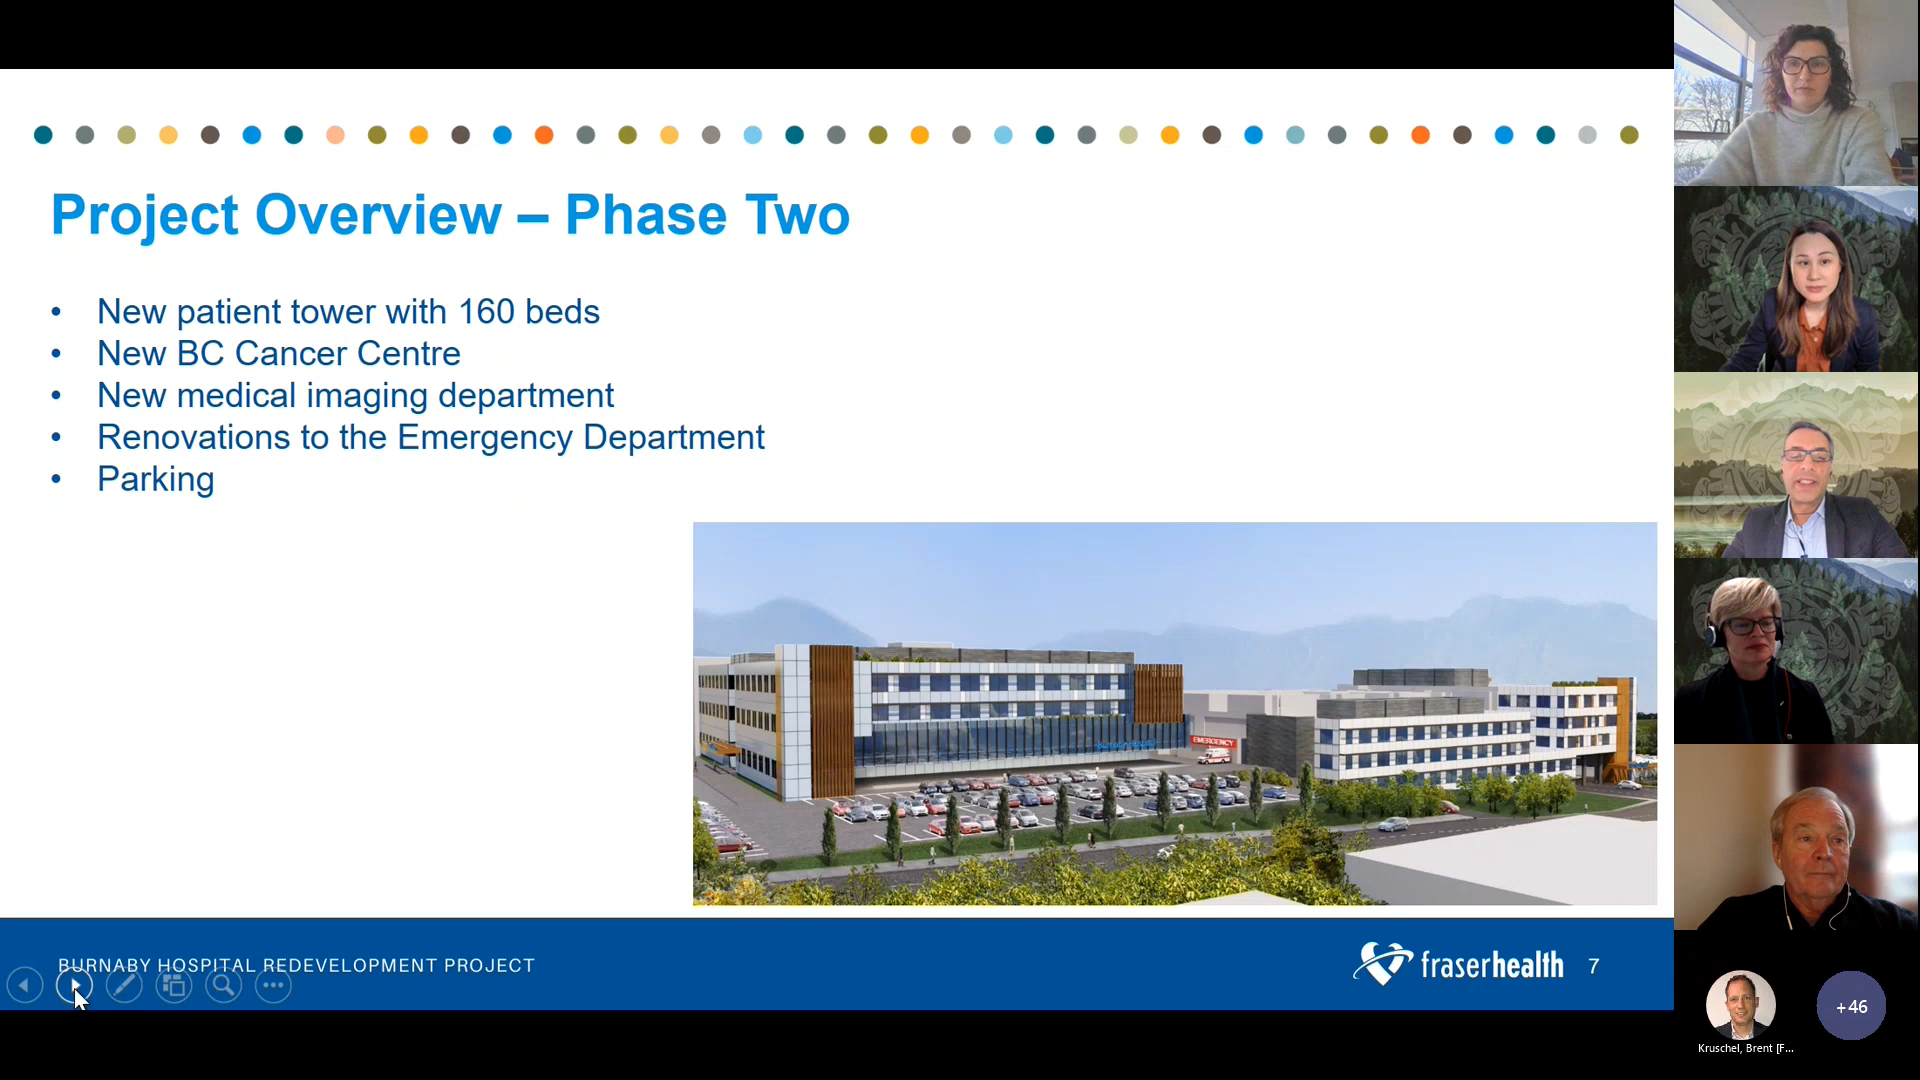 Project Overview – Phase Two
• New patient tower with 160 beds
• New BC Cancer Centre
• New medical imaging department
• Renovations to the Emergency Department
• Parking
EMERGENCY
BURNABY HOSPITAL REDEVELOPMENT PROJECT
fraserhealth
7
+46
Kruschel, Brent [F...